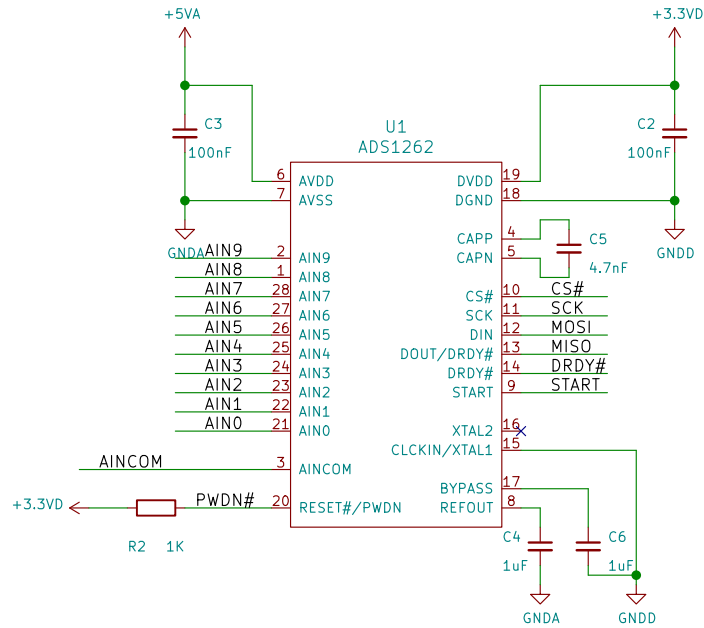 +5VA
+3.3VD
C3
100nF
U1
ADS1262
C2
100nF
6 AVDD
DVDD 19
7 AVSS
DGND 18
GNDA
GNDD
CAPP 4
CAPN 5
C5
4.7nF
AIN9 2 AIN9
AIN8 1 AIN8
AIN7 28 AIN7
AIN6 27 AIN6
AIN5 26 AIN5
AIN4 25 AIN4
AIN3 24 AIN3
AIN2 23 AIN2
AIN1 22 AIN1
AIN0 21 AIN0
CS# 10 CS#
SCK 11 SCK
DIN 12 MOSI
DOUT/DRDY# 13 MISO
DRDY# 14 DRDY#
START 9 START
XTAL2 16
CLCKIN/XTAL1 15
AINCOM 3 AINCOM
BYPASS 17
+3.3VD PWDN# 20 RESET#/PWDN
REFOUT 8
R2 1K
C4
1uF
C6
1uF
GNDA
GNDD